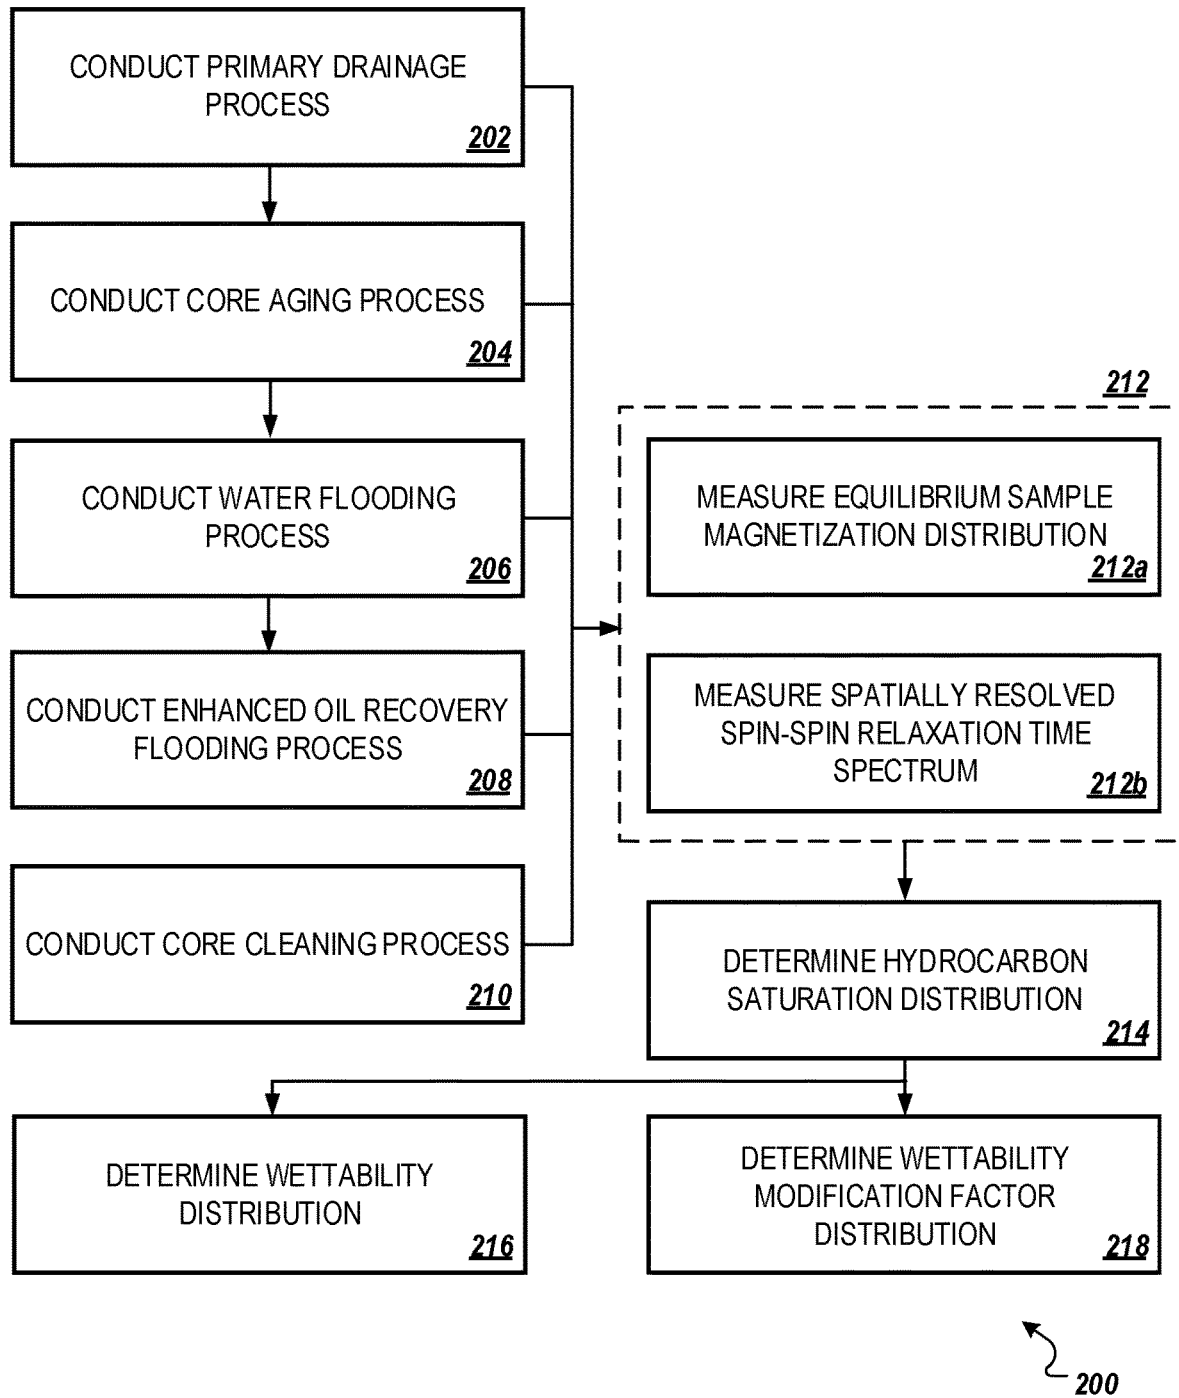 CONDUCT PRIMARY DRAINAGE
PROCESS
202
CONDUCT CORE AGING PROCESS
204
CONDUCT WATER FLOODING
PROCESS
206
CONDUCT ENHANCED OIL RECOVERY
FLOODING PROCESS
208
CONDUCT CORE CLEANING PROCESS
210
212
MEASURE EQUILIBRIUM SAMPLE
MAGNETIZATION DISTRIBUTION
212a
MEASURE SPATIALLY RESOLVED
SPIN-SPIN RELAXATION TIME
SPECTRUM
212b
DETERMINE HYDROCARBON
SATURATION DISTRIBUTION
214
DETERMINE WETTABILITY
DISTRIBUTION
216
DETERMINE WETTABILITY
MODIFICATION FACTOR
DISTRIBUTION
218
200